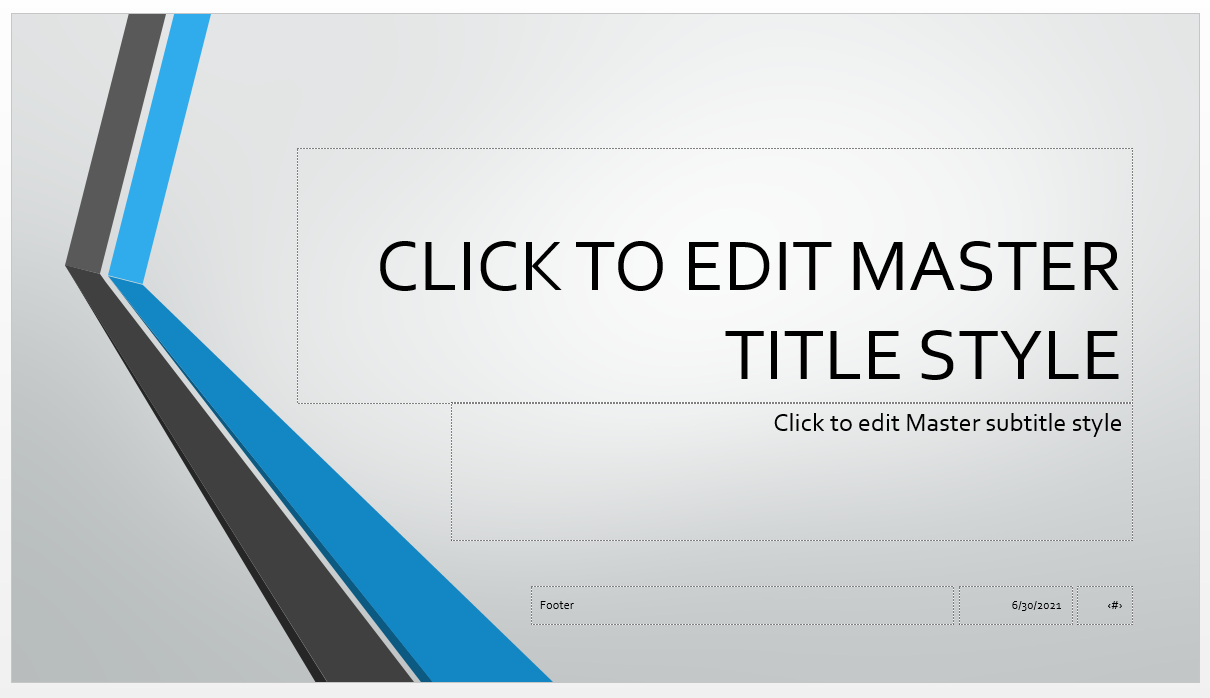 CLICK TO EDIT MASTER
TITLE STYLE
Click to edit Master subtitle style
Footer
6/30/2021
‹#›